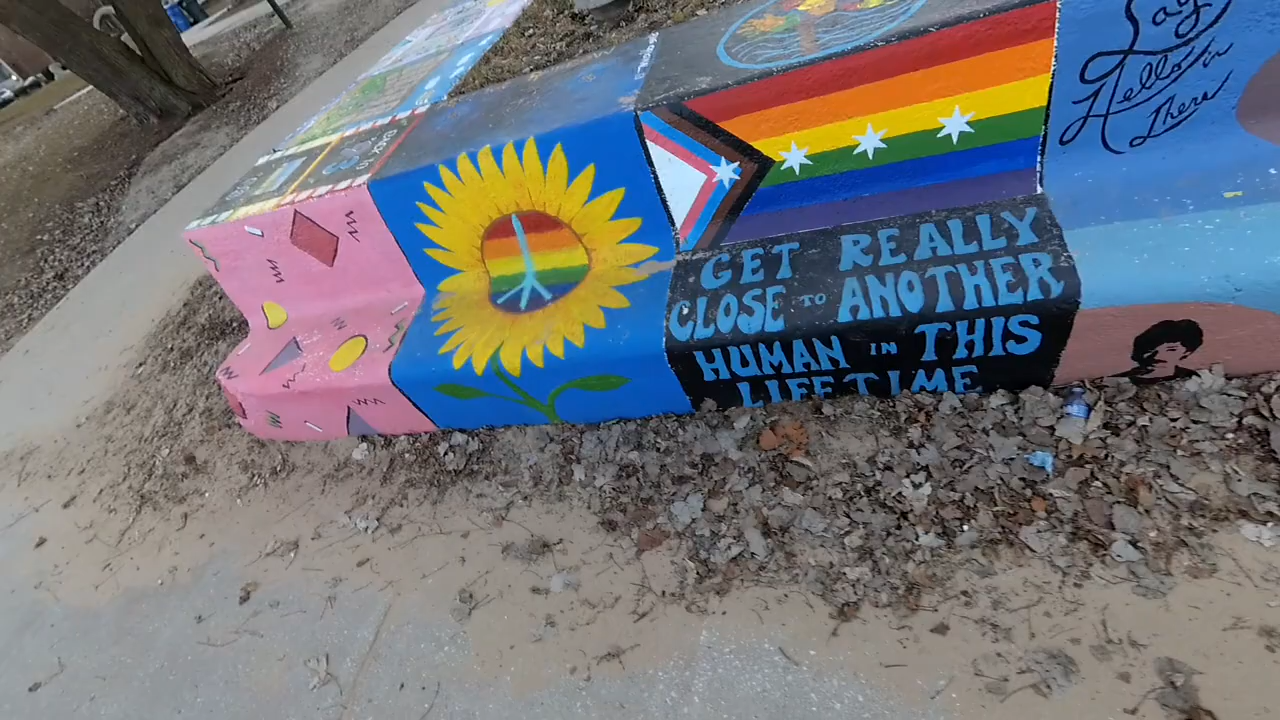 Say
Hello in
There
GET REALLY
CLOSE TO ANOTHER
HUMAN IN THIS
LIFETIME